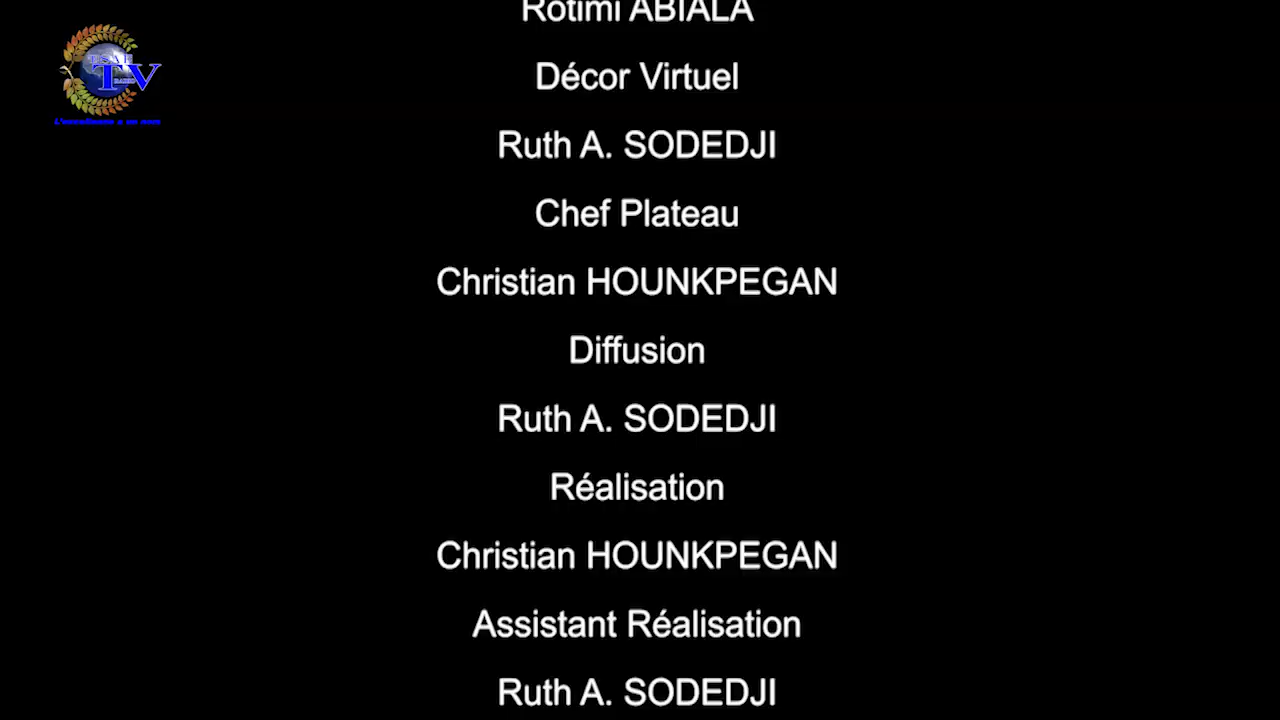 Rotimi ABIALA
TV
Décor Virtuel
Ruth A. SODEDJI
Chef Plateau
Christian HOUNKPEGAN
Diffusion
Ruth A. SODEDJI
Réalisation
Christian HOUNKPEGAN
Assistant Réalisation
Ruth A. SODEDJI